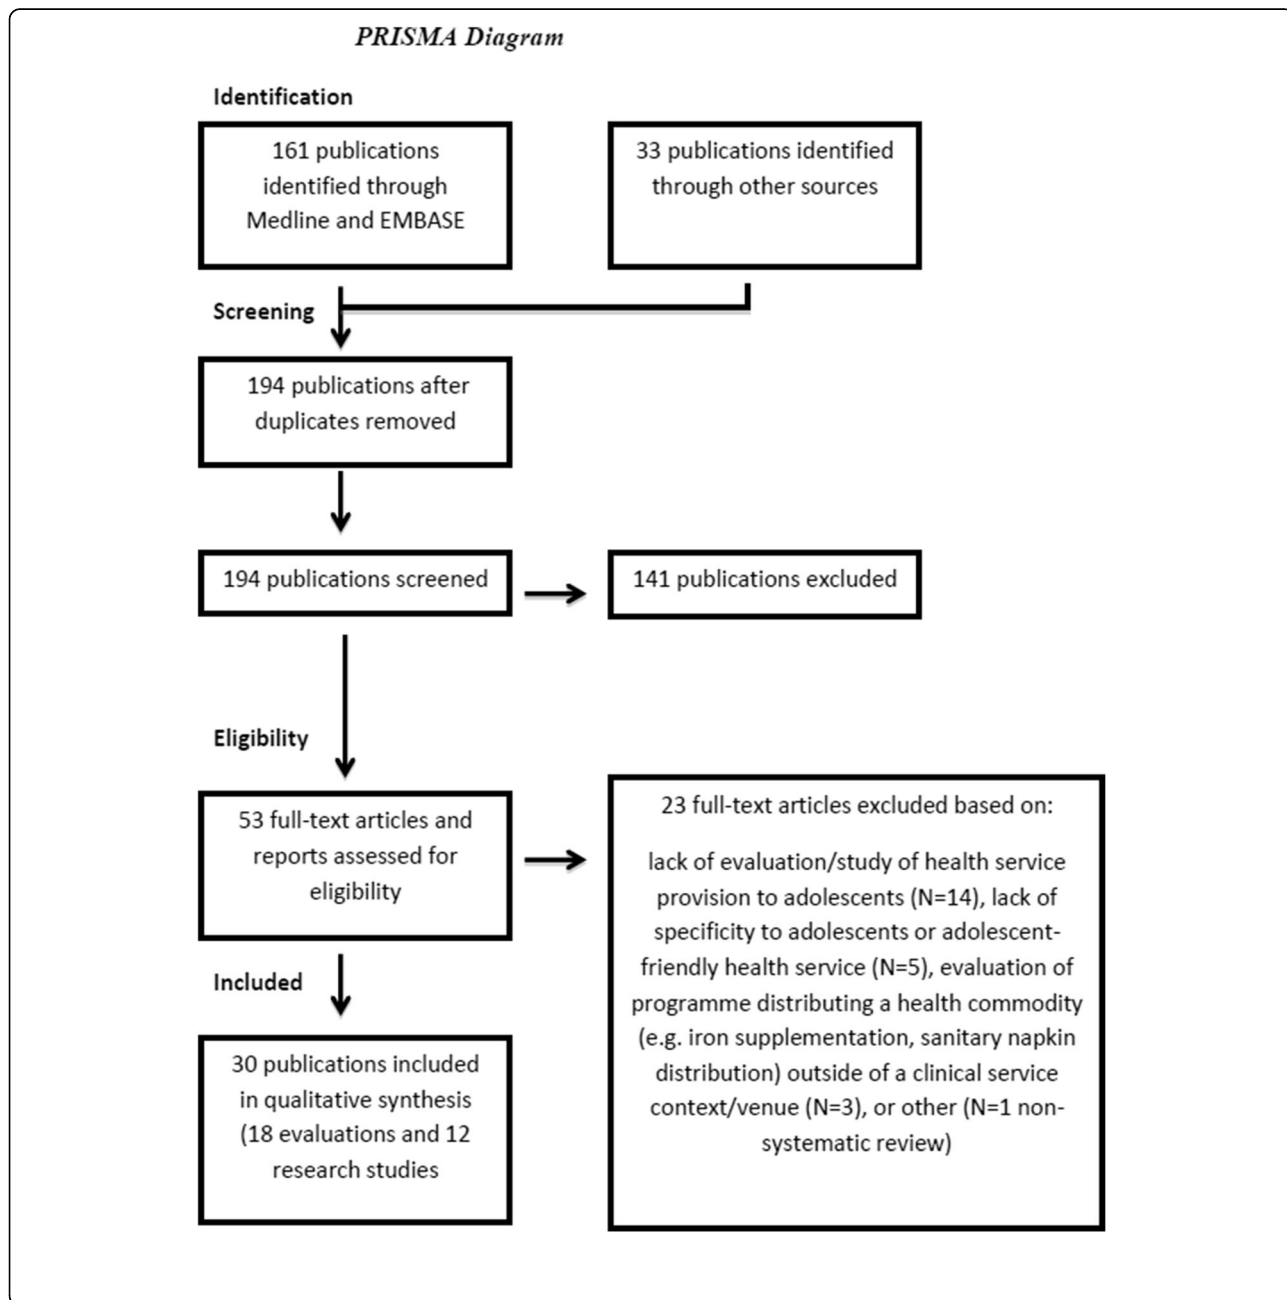 PRISMA Diagram
Identification
161 publications
identified through
Medline and EMBASE
33 publications identified
through other sources
Screening
194 publications after
duplicates removed
194 publications screened
141 publications excluded
Eligibility
53 full-text articles and
reports assessed for
eligibility
23 full-text articles excluded based on:
lack of evaluation/study of health service
provision to adolescents (N=14), lack of
specificity to adolescents or adolescent-
friendly health service (N=5), evaluation of
programme distributing a health commodity
(e.g. iron supplementation, sanitary napkin
distribution) outside of a clinical service
context/venue (N=3), or other (N=1 non-
systematic review)
Included
30 publications included
in qualitative synthesis
(18 evaluations and 12
research studies